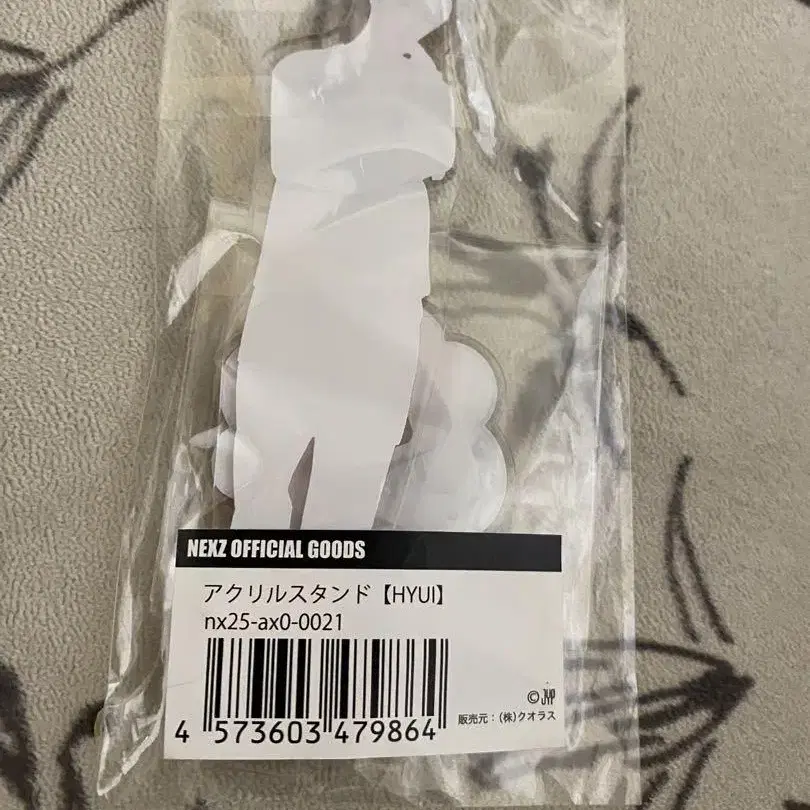 NEXZ OFFICIAL GOODS
アクリルスタンド【HYUI】
nx25-ax0-0021
© JYP
販売元：(株)クオラス
4 573603 479864